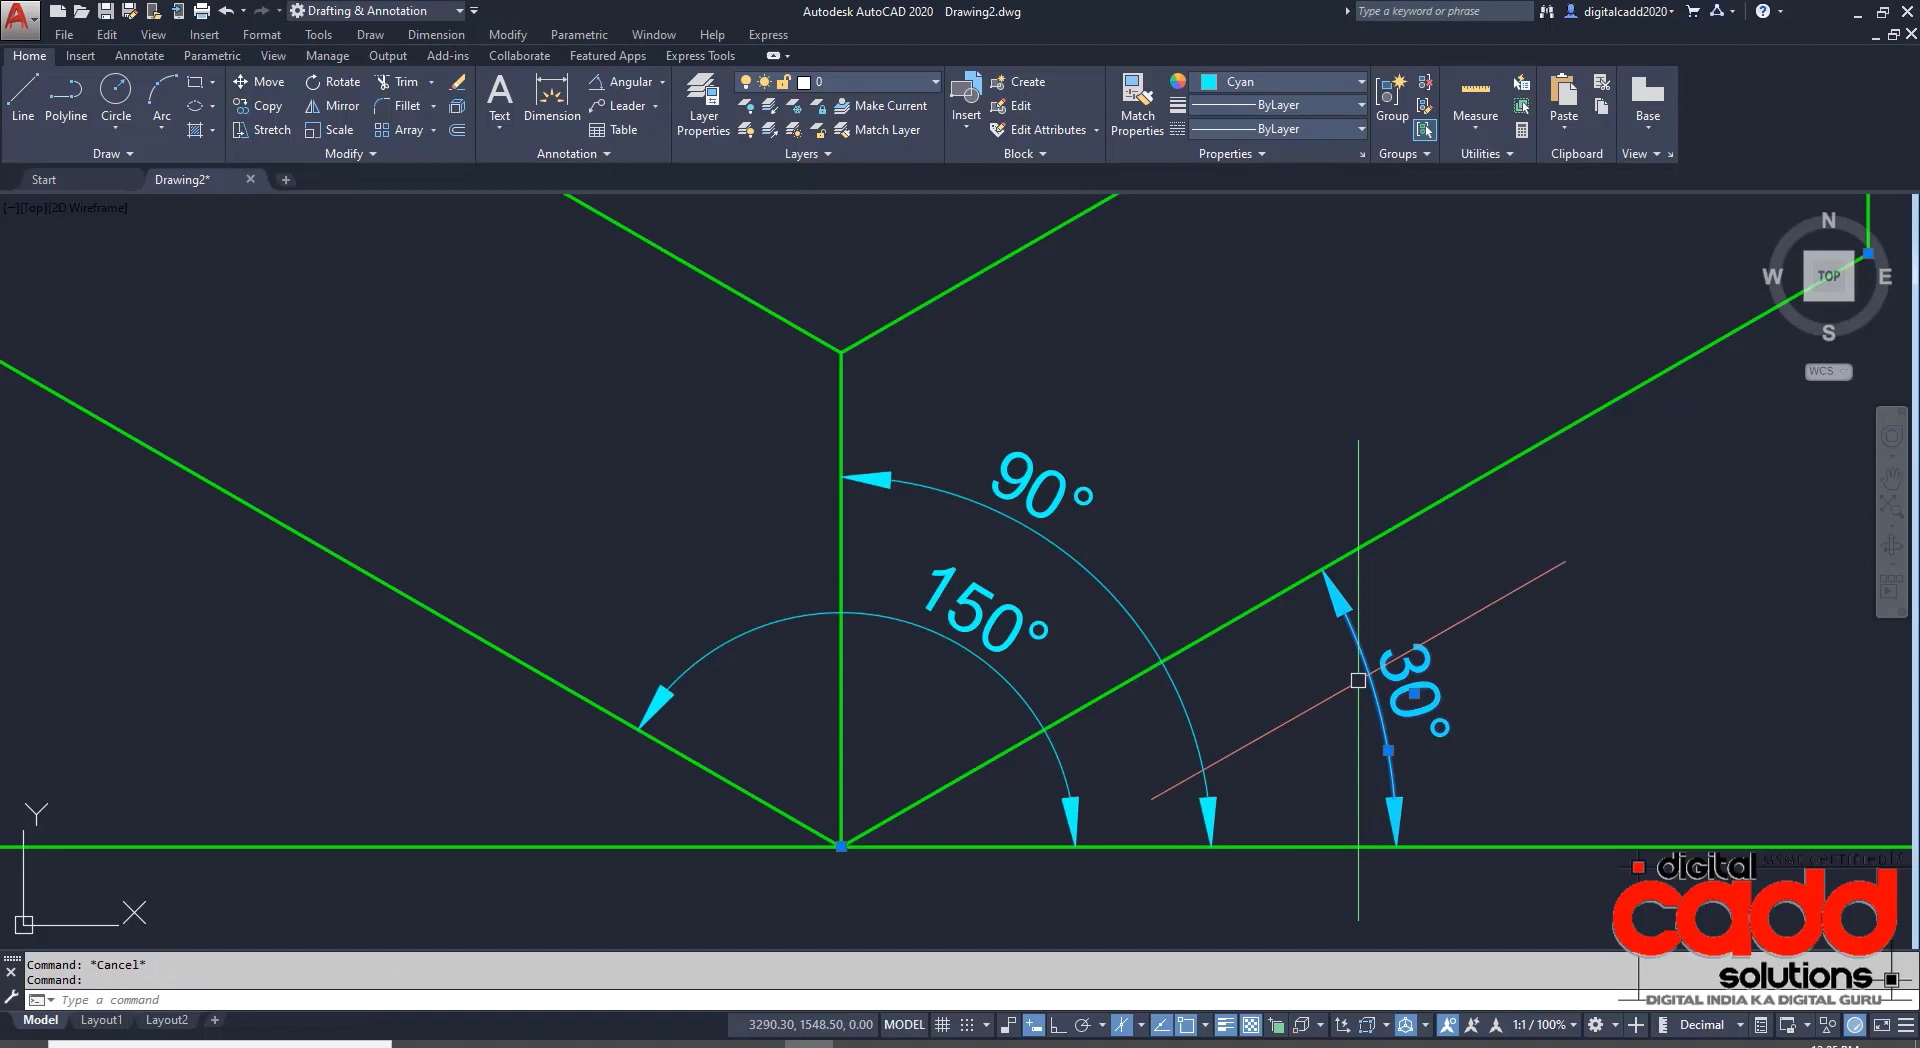 Drafting & Annotation
Autodesk AutoCAD 2020 Drawing2.dwg
Type a keyword or phrase
digitalcadd2020
File Edit View Insert Format Tools Draw Dimension Modify Parametric Window Help Express
Home Insert Annotate Parametric View Manage Output Collaborate Add-ins Featured Apps Express Tools
Line Polyline Circle Arc
Move Rotate Trim
Copy Mirror Fillet
Stretch Scale Array
Text Dimension
Angular
Leader
Table
Layer Properties
0
Make Current
Match Layer
Insert
Create
Edit
Edit Attributes
Match Properties
Cyan
ByLayer
ByLayer
Group
Measure
Paste
Base
Draw Modify Annotation Layers Block Properties Groups Utilities Clipboard View
Start Drawing2*
[−][Top][2D Wireframe]
N
W TOP E
S
WCS
90°
150°
30°
Y
X
digital
cadd
solutions
DIGITAL INDIA KA DIGITAL GURU
Command: *Cancel*
Command:
Type a command
Model Layout1 Layout2
3290.30, 1548.50, 0.00 MODEL 1:1 / 100% Decimal